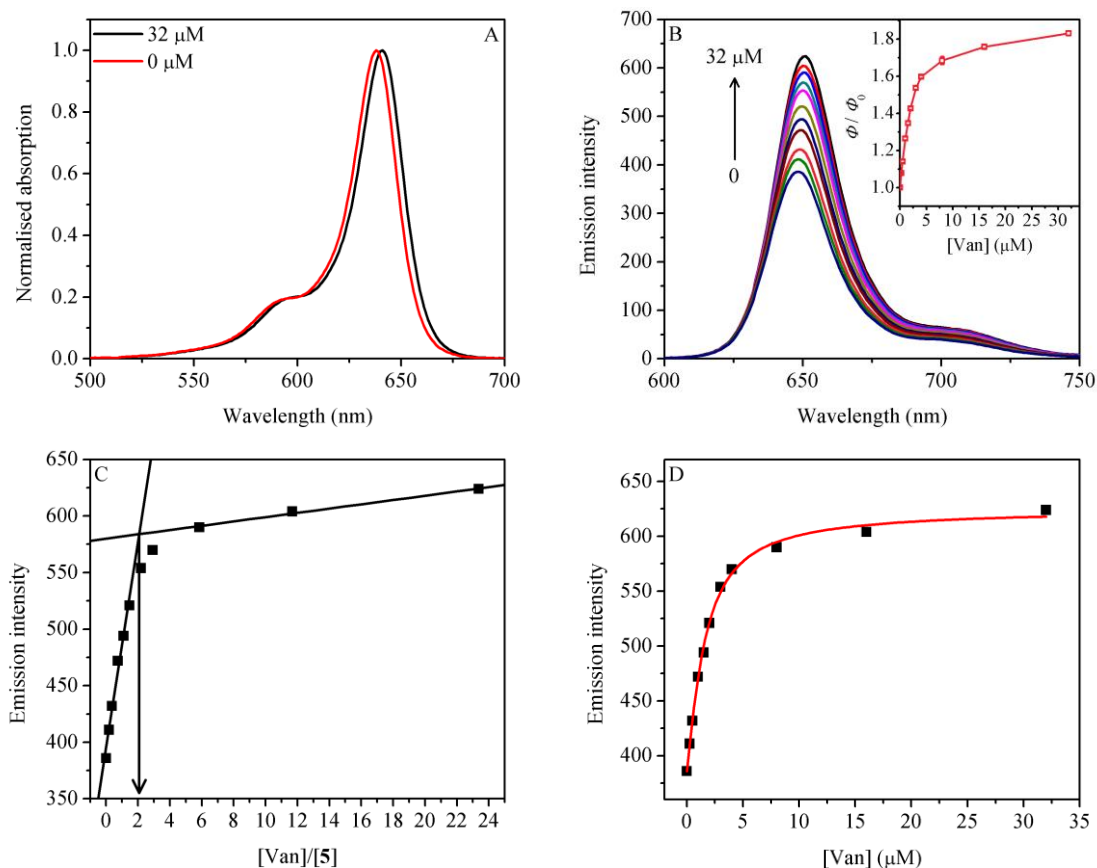 A
32 μM
0 μM
1.0
0.8
0.6
0.4
0.2
0.0
Normalised absorption
500 550 600 650 700
Wavelength (nm)
B
32 μM
0
700
600
500
400
300
200
100
0
Emission intensity
600 650 700 750
Wavelength (nm)
1.8
1.6
1.4
1.2
1.0
Φ / Φ0
0 5 10 15 20 25 30
[Van] (μM)
C
650
600
550
500
450
400
350
Emission intensity
0 2 4 6 8 10 12 14 16 18 20 22 24
[Van]/[5]
D
650
600
550
500
450
400
Emission intensity
0 5 10 15 20 25 30 35
[Van] (μM)